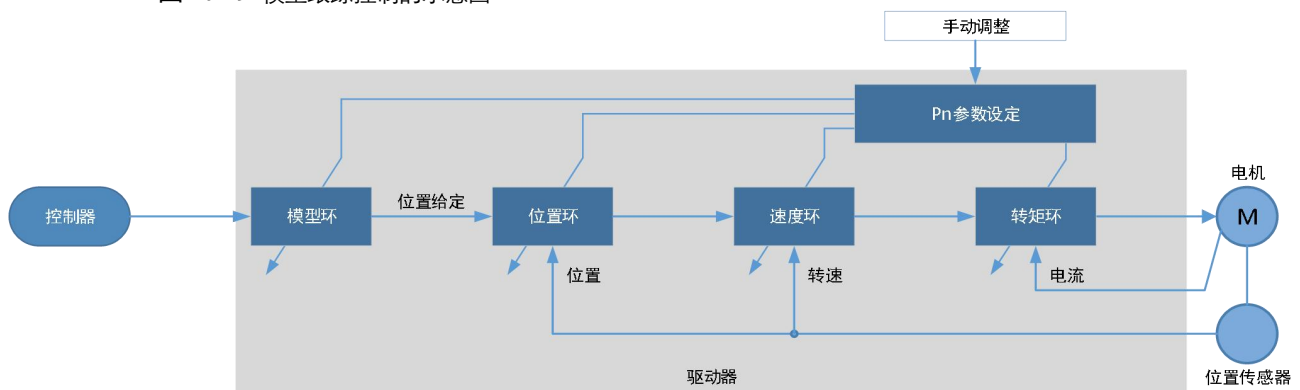 手动调整
Pn参数设定
电机
控制器
模型环
位置给定
位置环
速度环
转矩环
M
位置
转速
电流
驱动器
位置传感器